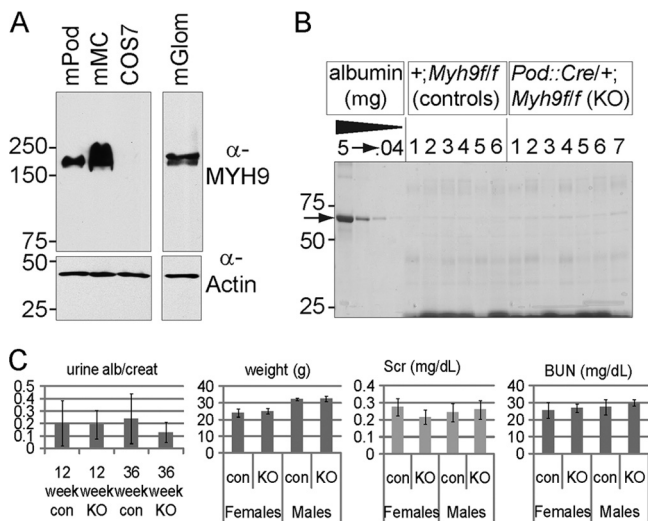 A
mPod
mMC
COS7
mGlom
250
150
75
50
25
α-
MYH9
α-
Actin
B
albumin
(mg)
+;Myh9f/f
(controls)
Pod::Cre/+;
Myh9f/f (KO)
5 → .04
1 2 3 4 5 6
1 2 3 4 5 6 7
75
50
25
C
urine alb/creat
0.5
0.4
0.3
0.2
0.1
0
12 week con
12 week KO
36 week con
36 week KO
weight (g)
40
30
20
10
0
con KO con KO
Females Males
Scr (mg/dL)
0.4
0.3
0.2
0.1
0
con KO con KO
Females Males
BUN (mg/dL)
40
30
20
10
0
con KO con KO
Females Males